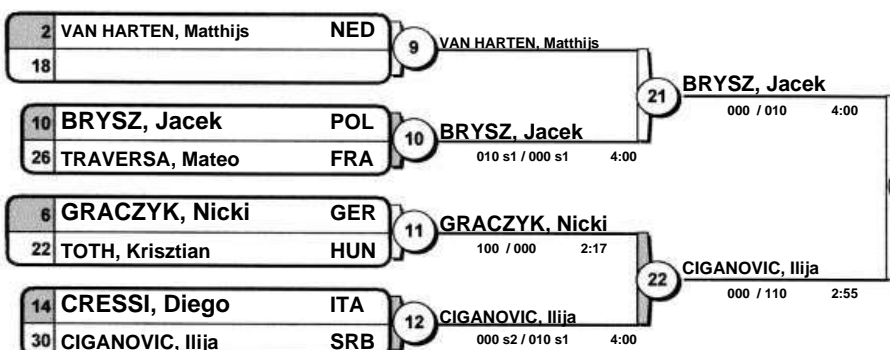 2 VAN HARTEN, Matthijs NED
18
9 VAN HARTEN, Matthijs
21 BRYSZ, Jacek
000 / 010 4:00
10 BRYSZ, Jacek POL
26 TRAVERSA, Mateo FRA
10 BRYSZ, Jacek
010 s1 / 000 s1 4:00
6 GRACZYK, Nicki GER
22 TOTH, Krisztian HUN
11 GRACZYK, Nicki
100 / 000 2:17
22 CIGANOVIC, Ilija
000 / 110 2:55
14 CRESSI, Diego ITA
30 CIGANOVIC, Ilija SRB
12 CIGANOVIC, Ilija
000 s2 / 010 s1 4:00